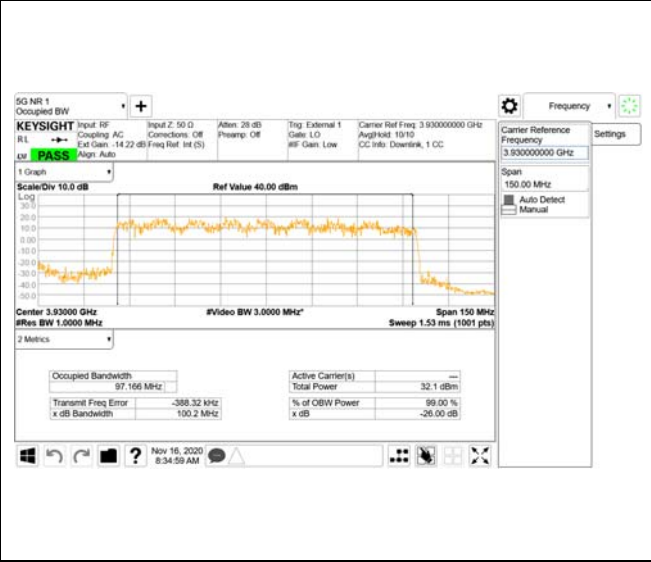 5G NR 1
Occupied BW
Frequency
KEYSIGHT
R L
PASS
Input: RF
Coupling: AC
Ext Gain: -14.22 dB
Align: Auto
Input Z: 50 Ω
Corrections: Off
Freq Ref: Int (S)
Atten: 28 dB
Preamp: Off
Trig: External 1
Gate: LO
#IF Gain: Low
Carrier Ref Freq: 3.930000000 GHz
Avg|Hold: 10/10
CC Info: Downlink, 1 CC
Carrier Reference
Frequency
3.930000000 GHz
Settings
Span
150.00 MHz
Auto Detect
Manual
1 Graph
Scale/Div 10.0 dB
Ref Value 40.00 dBm
Log
30.0
20.0
10.0
0.00
-10.0
-20.0
-30.0
-40.0
-50.0
Center 3.93000 GHz
#Video BW 3.0000 MHz*
Span 150 MHz
#Res BW 1.0000 MHz
Sweep 1.53 ms (1001 pts)
2 Metrics
Occupied Bandwidth
97.166 MHz
Transmit Freq Error -388.32 kHz
x dB Bandwidth 100.2 MHz
Active Carrier(s) —
Total Power 32.1 dBm
% of OBW Power 99.00 %
x dB -26.00 dB
?
Nov 16, 2020
8:34:59 AM